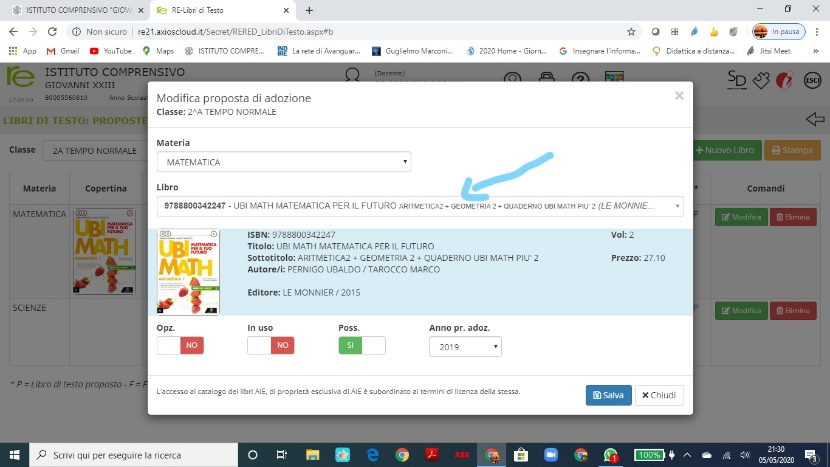 ISTITUTO COMPRENSIVO "GIOV
RE-Libri di Testo
Non sicuro | re21.axioscloud.it/Secret/RERED_LibriDiTesto.aspx#b
In pausa
App
Gmail
YouTube
Maps
ISTITUTO COMPRE...
La rete di Avanguar...
Guglielmo Marconi...
2020 Home - Giorn...
Insegnare l'informa...
Didattica a distanza...
Jitsi Meet
ISTITUTO COMPRENSIVO
GIOVANNI XXIII
80005560810 Anno Scolas
(Docente)
LIBRI DI TESTO: PROPOSTE
Classe
2A TEMPO NORMALE
Nuovo Libro
Stampa
Materia
Copertina
Comandi
MATEMATICA
Modifica
Elimina
SCIENZE
Modifica
Elimina
* P = Libro di testo proposto - F = F
Modifica proposta di adozione
Classe: 2^A TEMPO NORMALE
Materia
MATEMATICA
Libro
9788800342247 - UBI MATH MATEMATICA PER IL FUTURO ARITMETICA2 + GEOMETRIA 2 + QUADERNO UBI MATH PIU' 2 (LE MONNIE...
UBI
MATH
ISBN: 9788800342247
Vol: 2
Titolo: UBI MATH MATEMATICA PER IL FUTURO
Sottotitolo: ARITMETICA2 + GEOMETRIA 2 + QUADERNO UBI MATH PIU' 2
Prezzo: 27.10
Autore/i: PERNIGO UBALDO / TAROCCO MARCO
Editore: LE MONNIER / 2015
Opz.
In uso
Poss.
Anno pr. adoz.
NO
NO
SI
2019
L'accesso al catalogo dei libri AIE, di proprietà esclusiva di AIE è subordinato ai termini di licenza della stessa.
Salva
Chiudi
Scrivi qui per eseguire la ricerca
100%
21:30
05/05/2020